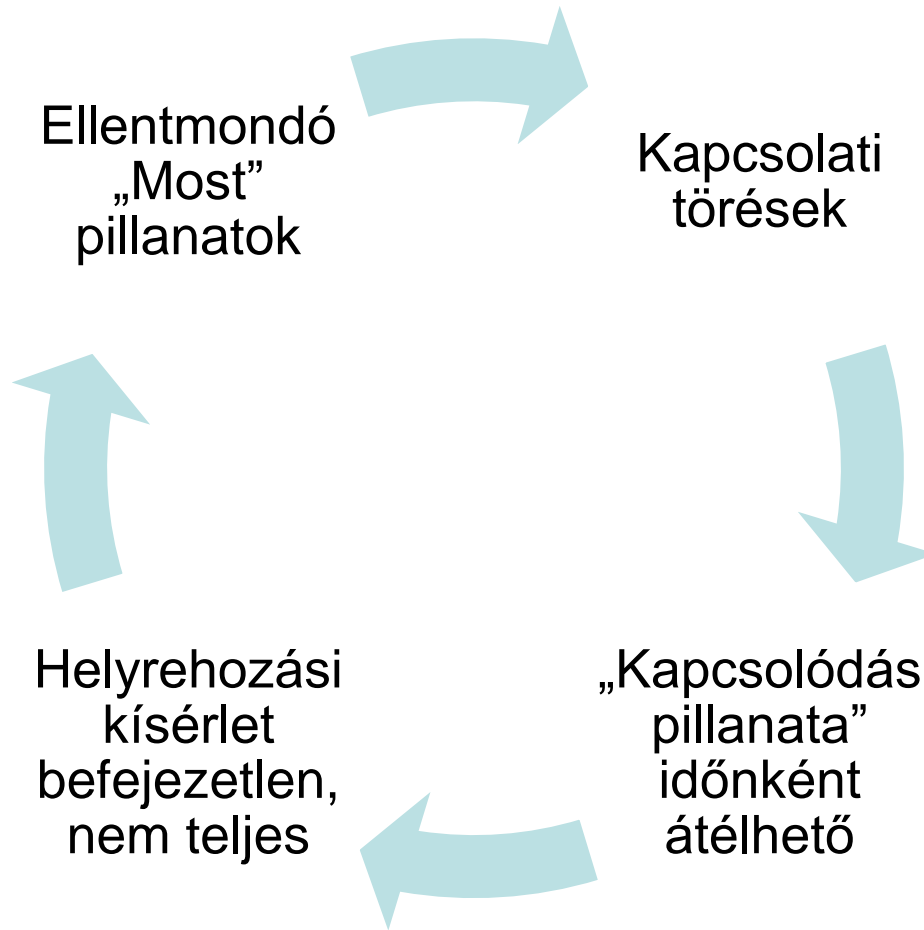 Ellentmondó
„Most”
pillanatok
Kapcsolati
törések
„Kapcsolódás
pillanata”
időnként
átélhető
Helyrehozási
kísérlet
befejezetlen,
nem teljes